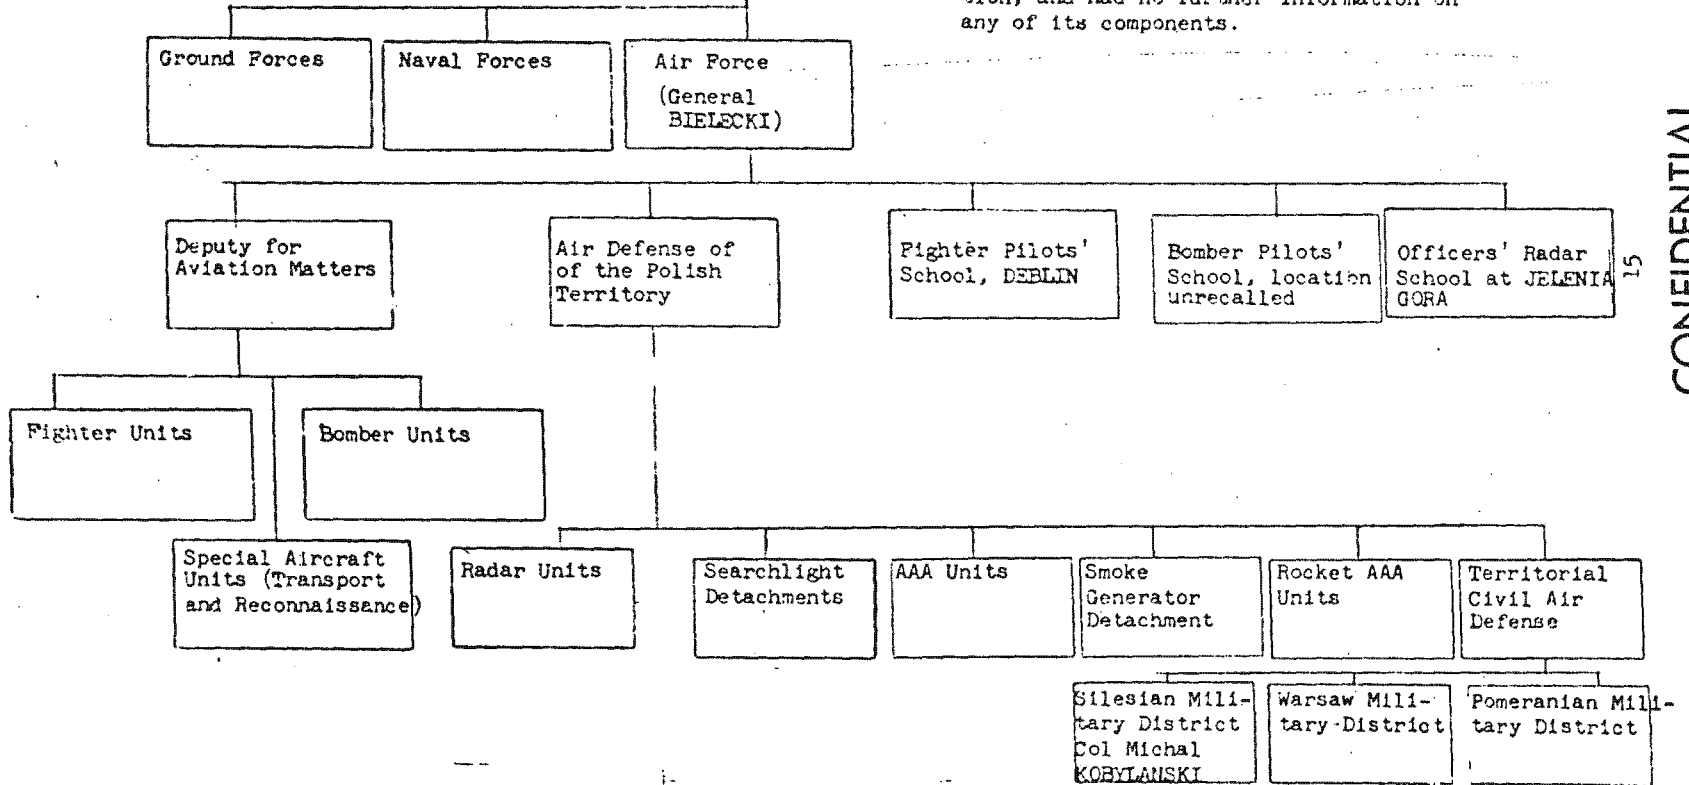 any of its components.
Ground Forces
Naval Forces
Air Force
(General
BIELECKI)
Deputy for
Aviation Matters
Air Defense of
of the Polish
Territory
Fighter Pilots'
School, DEBLIN
Bomber Pilots'
School, location
unrecalled
Officers' Radar
School at JELENIA
GORA
15
CONFIDENTIAL
Fighter Units
Bomber Units
Special Aircraft
Units (Transport
and Reconnaissance)
Radar Units
Searchlight
Detachments
AAA Units
Smoke
Generator
Detachment
Rocket AAA
Units
Territorial
Civil Air
Defense
Silesian Mili-
tary District
Col Michal
KOBYLANSKI
Warsaw Mili-
tary District
Pomeranian Mili-
tary District